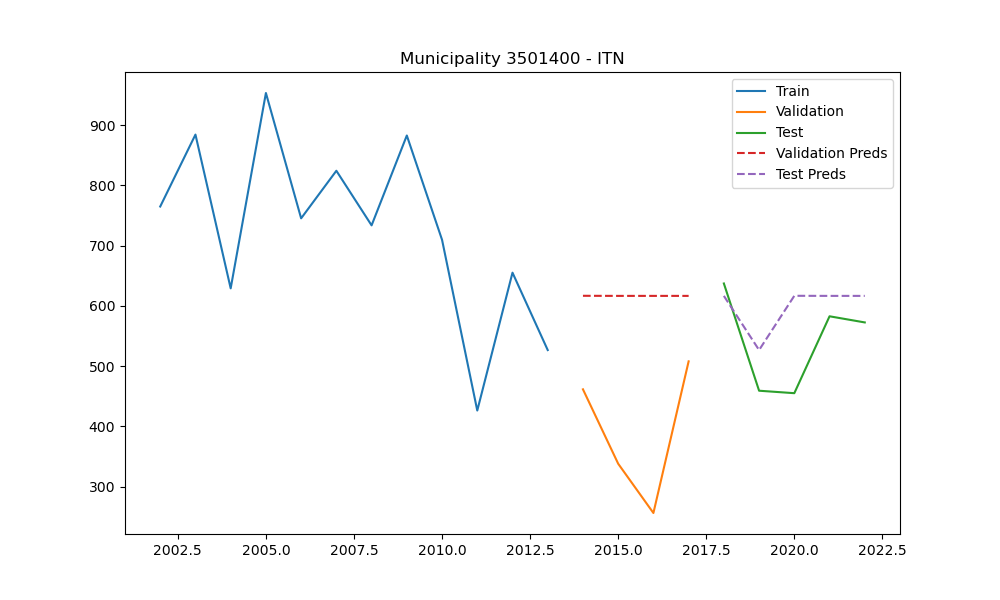 Municipality 3501400 - ITN
Train
Validation
Test
Validation Preds
Test Preds
900
800
700
600
500
400
300
2002.5 2005.0 2007.5 2010.0 2012.5 2015.0 2017.5 2020.0 2022.5